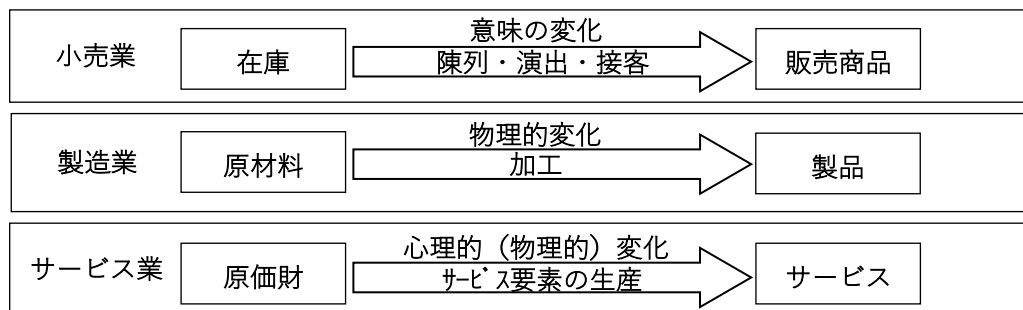 意味の変化
小売業
在庫
陳列・演出・接客
販売商品
物理的変化
製造業
原材料
加工
製品
心理的（物理的）変化
サービス業
原価財
ｻｰﾋﾞｽ要素の生産
サービス